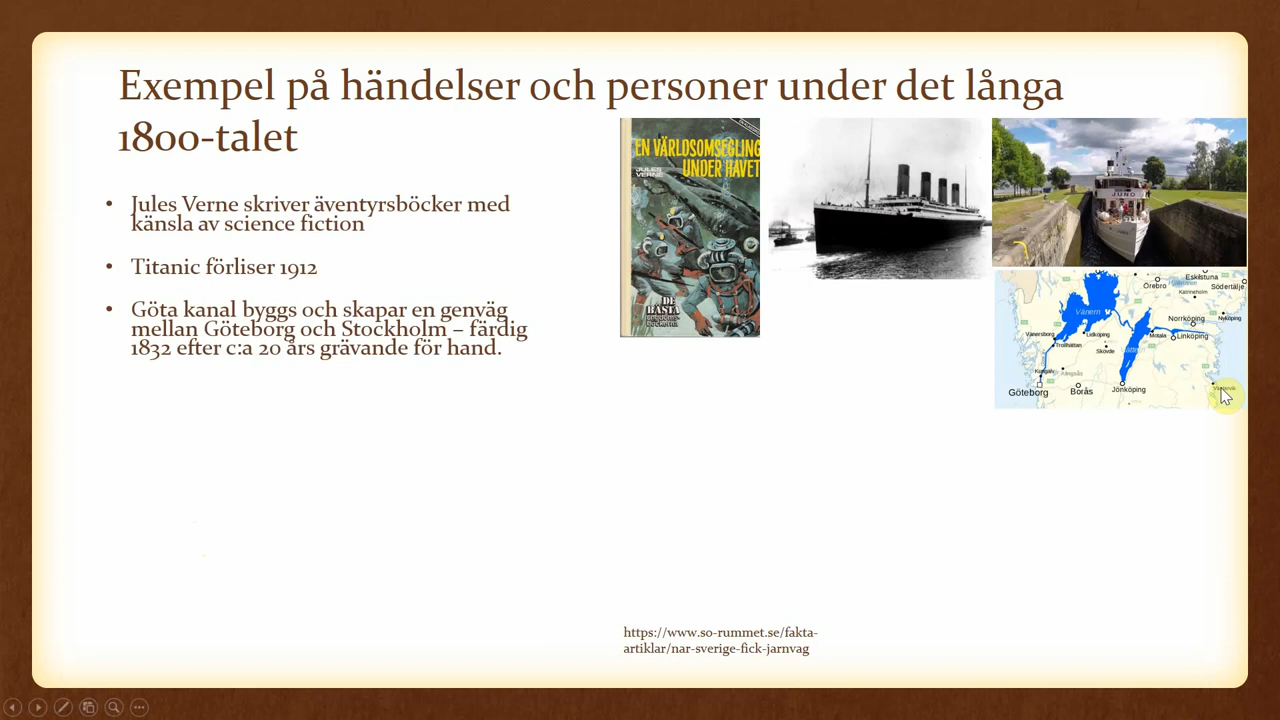 Exempel på händelser och personer under det långa
1800-talet
• Jules Verne skriver äventyrsböcker med
känsla av science fiction
• Titanic förliser 1912
• Göta kanal byggs och skapar en genväg
mellan Göteborg och Stockholm – färdig
1832 efter c:a 20 års grävande för hand.
EN VÄRLDSOMSEGLING
UNDER HAVET
JULES
VERNE
DE
BÄSTA
JUNO
Eskilstuna
Örebro
Södertälje
Katrineholm
Vänern
Norrköping
Nyköping
Vänersborg
Lidköping
Motala
Linköping
Trollhättan
Skövde
Kungälv
Alingsås
Göteborg
Borås
Jönköping
https://www.so-rummet.se/fakta-
artiklar/nar-sverige-fick-jarnvag